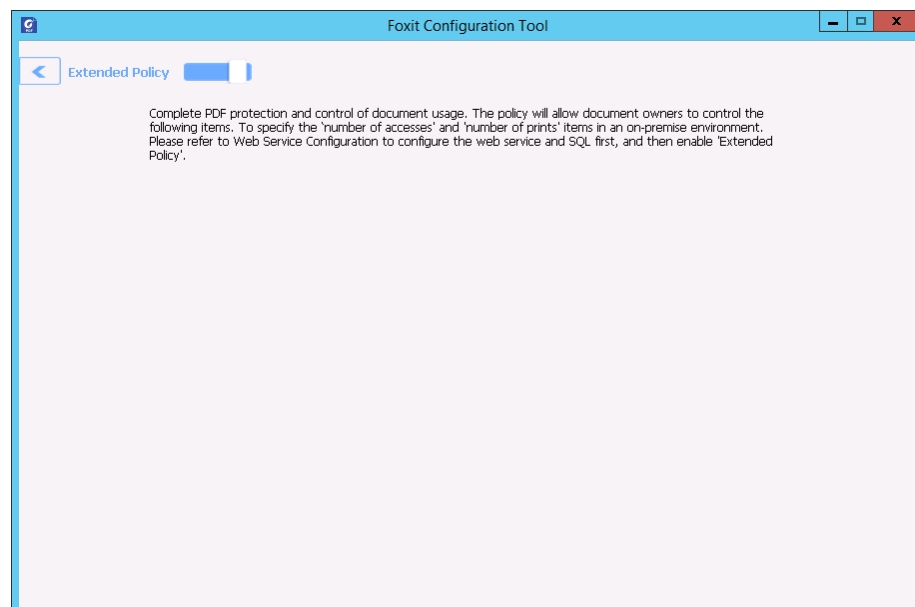 Foxit Configuration Tool
Extended Policy
Complete PDF protection and control of document usage. The policy will allow document owners to control the
following items. To specify the 'number of accesses' and 'number of prints' items in an on-premise environment.
Please refer to Web Service Configuration to configure the web service and SQL first, and then enable 'Extended
Policy'.